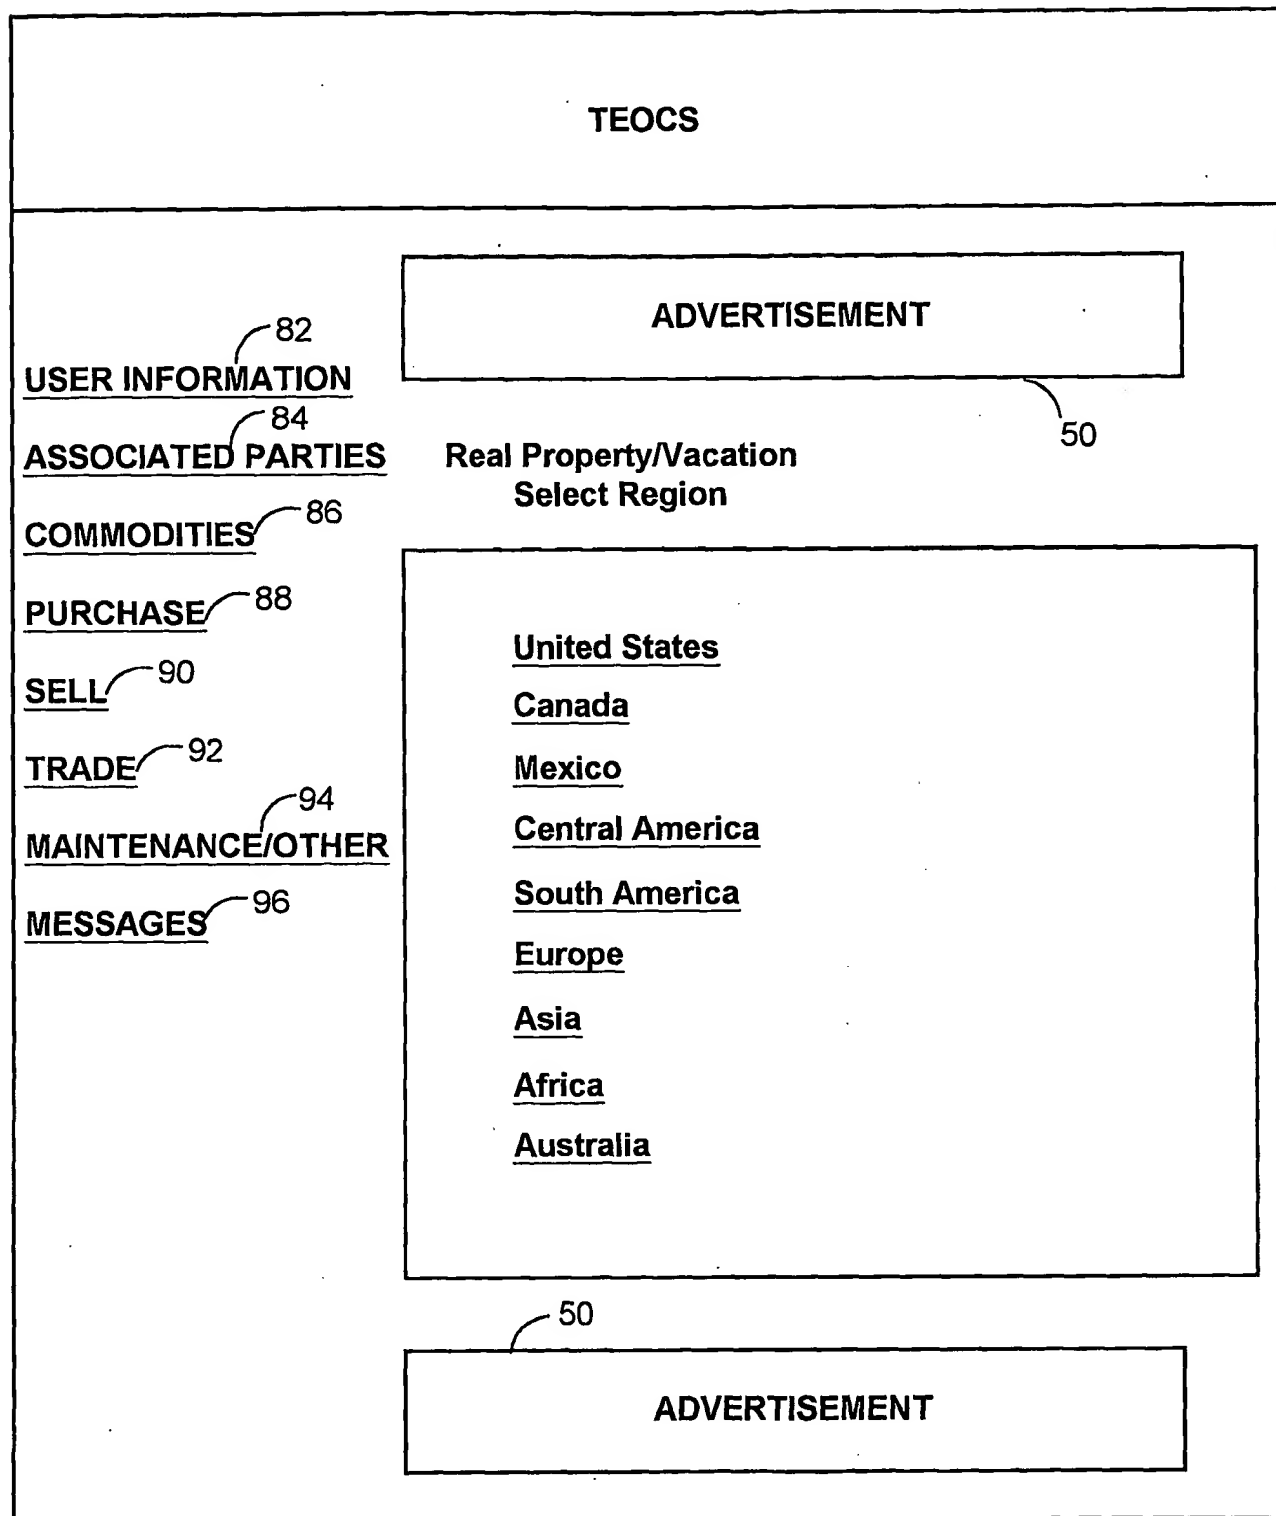 TEOCS
ADVERTISEMENT
50
82
USER INFORMATION
84
ASSOCIATED PARTIES
86
COMMODITIES
88
PURCHASE
90
SELL
92
TRADE
94
MAINTENANCE/OTHER
96
MESSAGES
Real Property/Vacation
Select Region
United States
Canada
Mexico
Central America
South America
Europe
Asia
Africa
Australia
50
ADVERTISEMENT